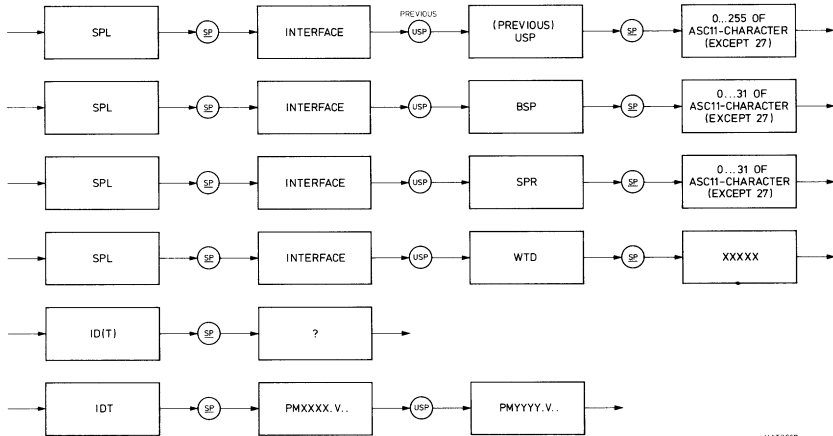 PREVIOUS
SPL SP INTERFACE USP (PREVIOUS) USP SP 0...255 OF ASC11-CHARACTER (EXCEPT 27)
SPL SP INTERFACE USP BSP SP 0...31 OF ASC11-CHARACTER (EXCEPT 27)
SPL SP INTERFACE USP SPR SP 0...31 OF ASC11-CHARACTER (EXCEPT 27)
SPL SP INTERFACE USP WTD SP XXXXX
ID(T) SP ?
IDT SP PMXXXX.V.. USP PMYYYY.V..